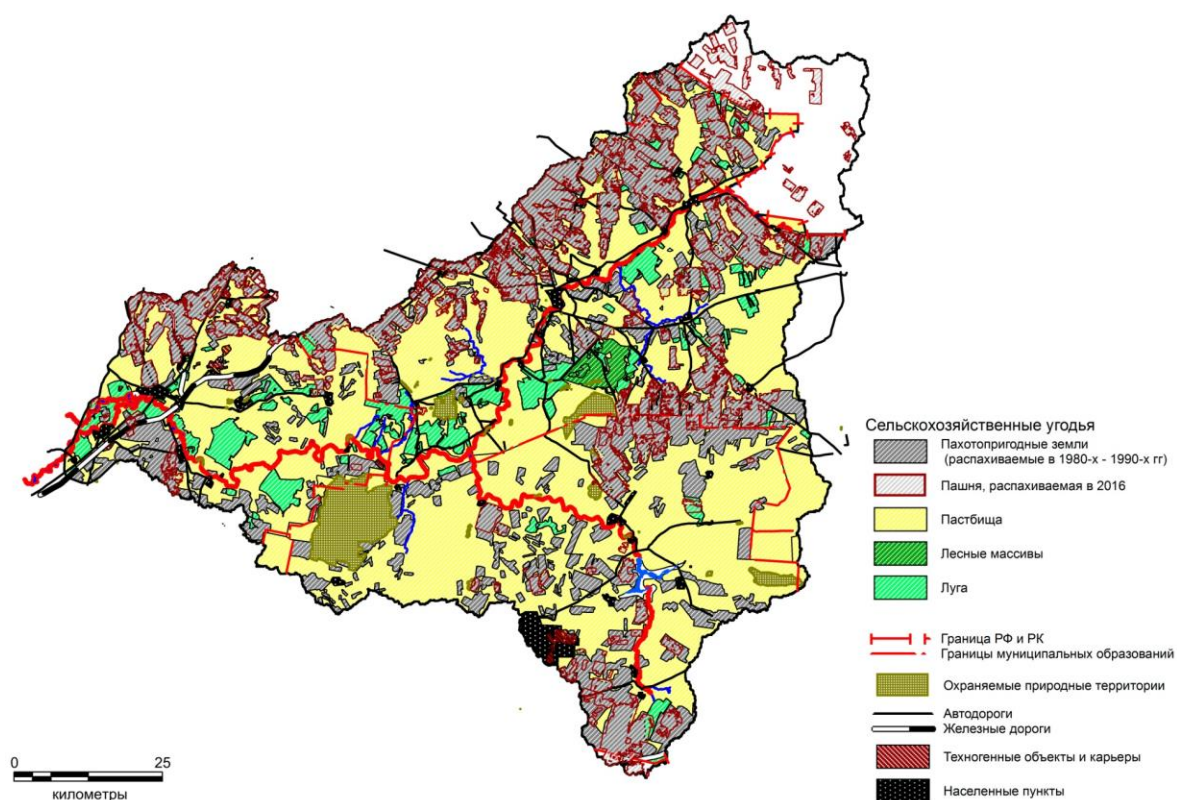 Сельскохозяйственные угодья
Пахотопригодные земли
(распахиваемые в 1980-х - 1990-х гг)
Пашня, распахиваемая в 2016
Пастбища
Лесные массивы
Луга
Граница РФ и РК
Границы муниципальных образований
Охраняемые природные территории
Автодороги
Железные дороги
Техногенные объекты и карьеры
Населенные пункты
0 25
километры